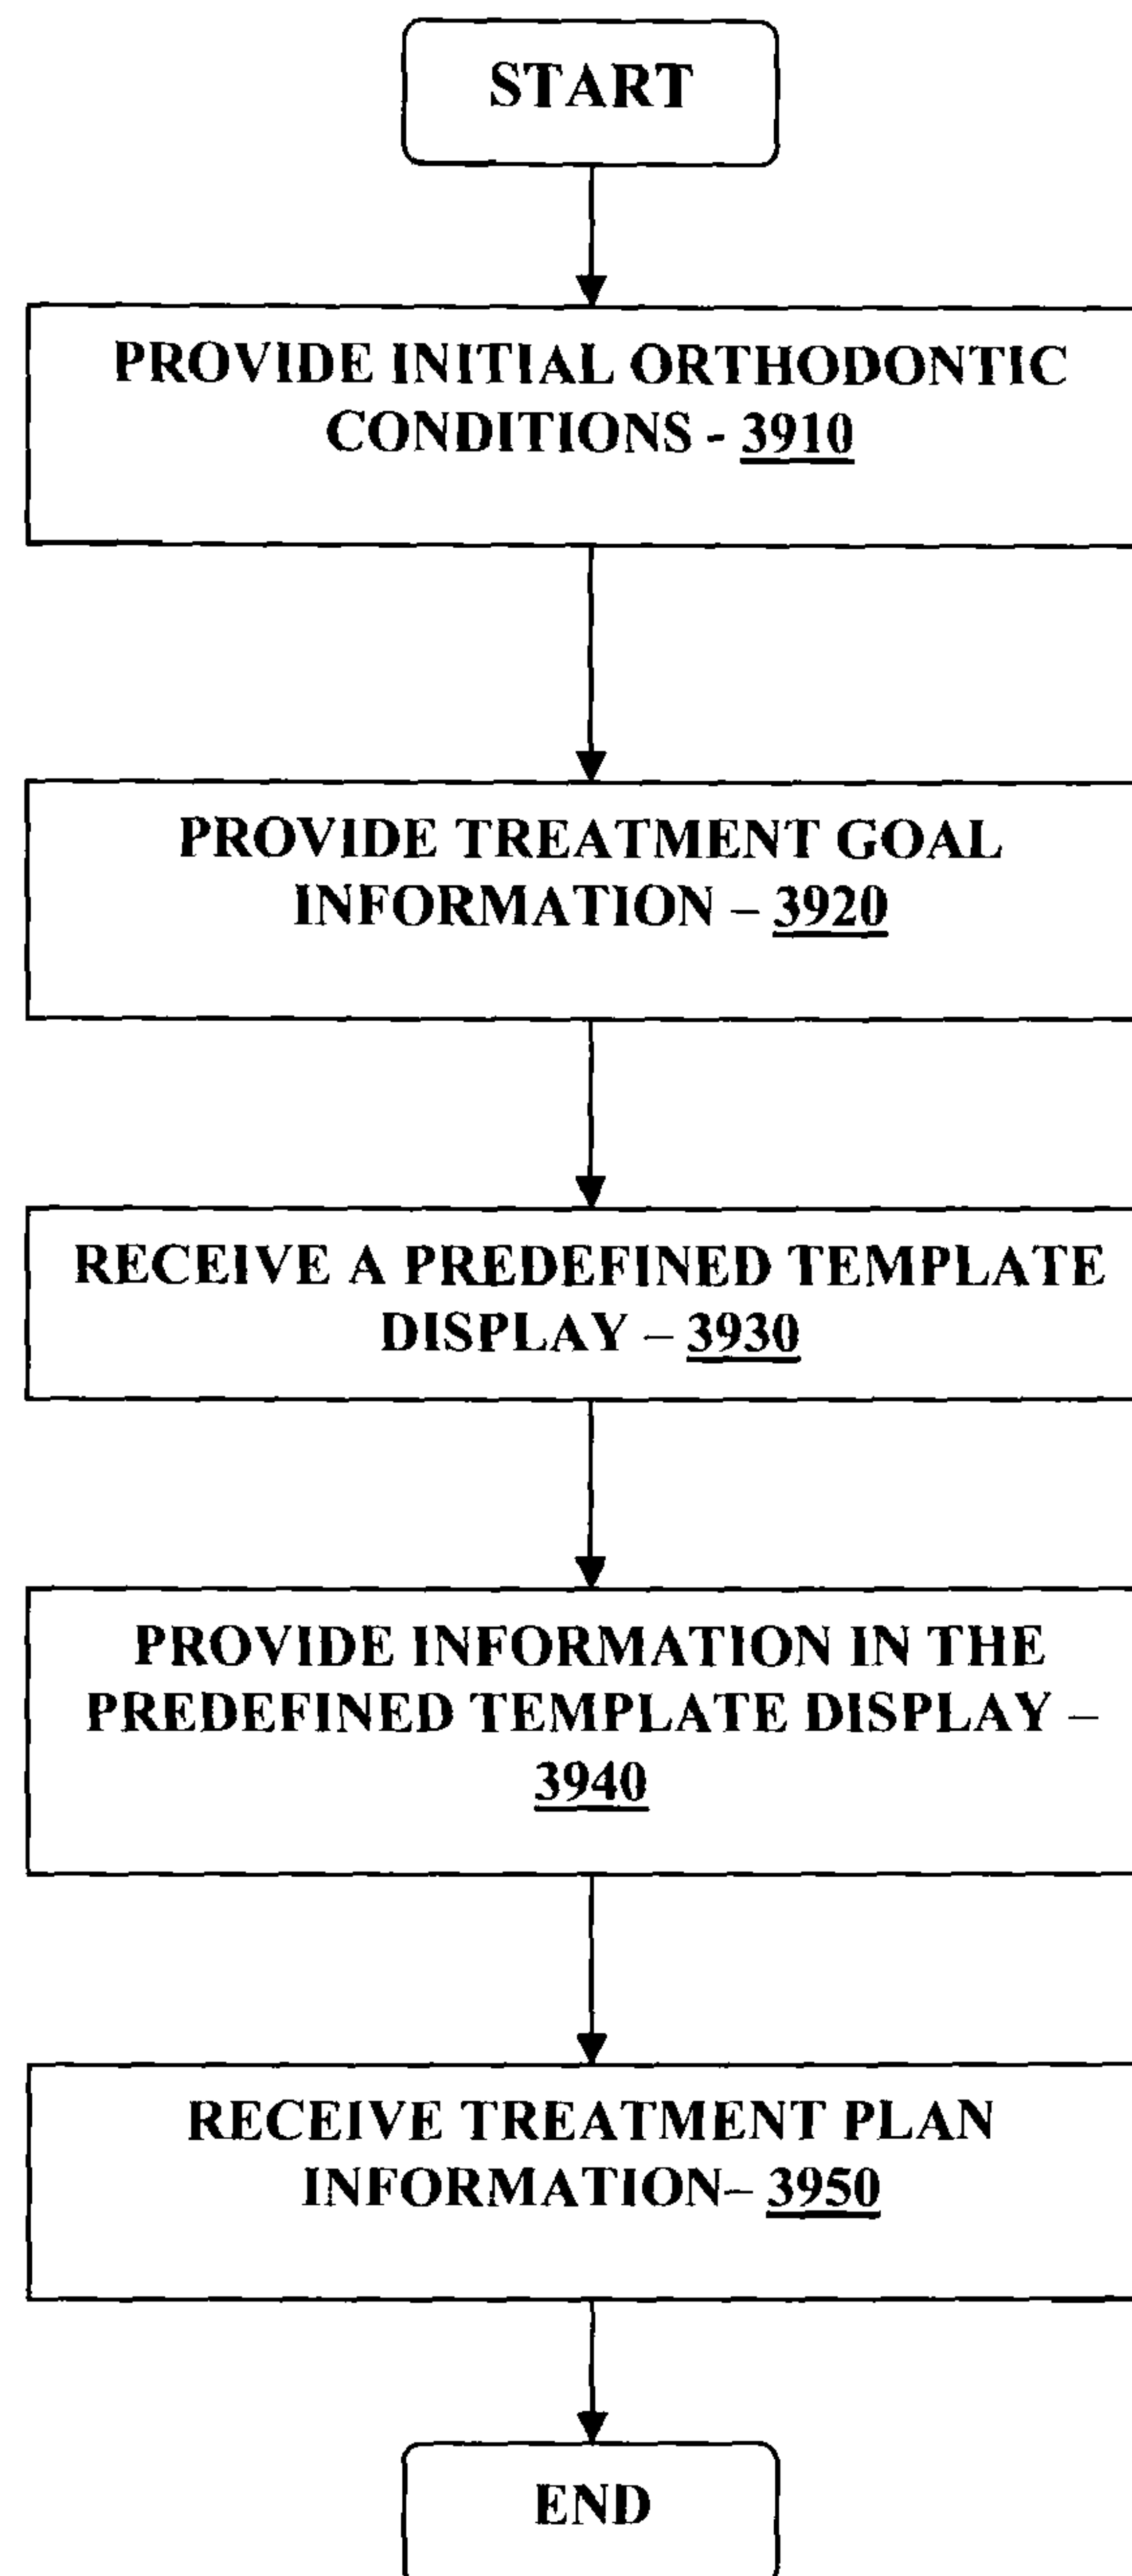 START
PROVIDE INITIAL ORTHODONTIC
CONDITIONS - 3910
PROVIDE TREATMENT GOAL
INFORMATION – 3920
RECEIVE A PREDEFINED TEMPLATE
DISPLAY – 3930
PROVIDE INFORMATION IN THE
PREDEFINED TEMPLATE DISPLAY –
3940
RECEIVE TREATMENT PLAN
INFORMATION– 3950
END